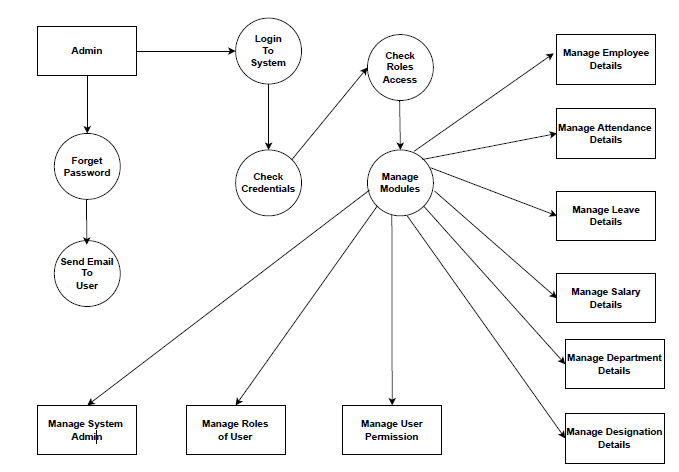 Admin
Login
To
System
Check
Roles
Access
Manage Employee
Details
Manage Attendance
Details
Forget
Password
Check
Credentials
Manage
Modules
Manage Leave
Details
Send Email
To
User
Manage Salary
Details
Manage Department
Details
Manage System
Admin
Manage Roles
of User
Manage User
Permission
Manage Designation
Details